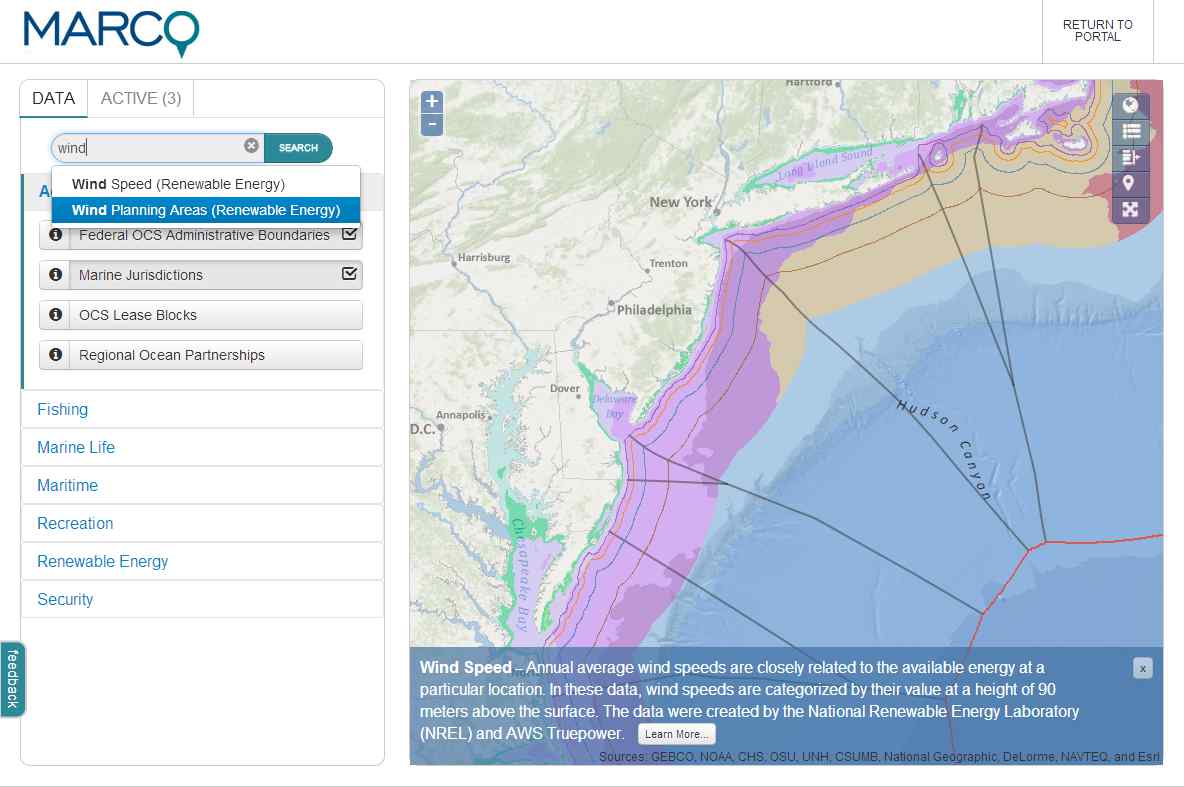 MARCO
RETURN TO
PORTAL
DATA
ACTIVE (3)
wind
SEARCH
Wind Speed (Renewable Energy)
Wind Planning Areas (Renewable Energy)
Federal OCS Administrative Boundaries
Marine Jurisdictions
OCS Lease Blocks
Regional Ocean Partnerships
Fishing
Marine Life
Maritime
Recreation
Renewable Energy
Security
feedback
+
-
Hartford
Long Island Sound
New York
Harrisburg
Trenton
Philadelphia
Dover
Delaware
Bay
Annapolis
D.C.
Hudson Canyon
Chesapeake Bay
Wind Speed – Annual average wind speeds are closely related to the available energy at a
particular location. In these data, wind speeds are categorized by their value at a height of 90
meters above the surface. The data were created by the National Renewable Energy Laboratory
(NREL) and AWS Truepower.
Learn More...
x
Sources: GEBCO, NOAA, CHS, OSU, UNH, CSUMB, National Geographic, DeLorme, NAVTEQ, and Esri